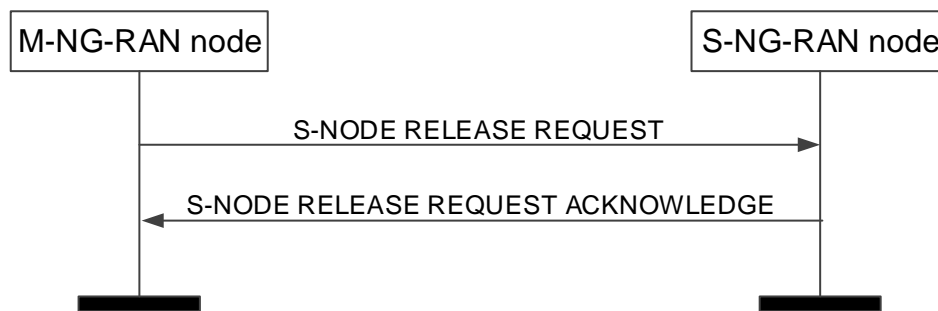 M-NG-RAN node
S-NG-RAN node
S-NODE RELEASE REQUEST
S-NODE RELEASE REQUEST ACKNOWLEDGE